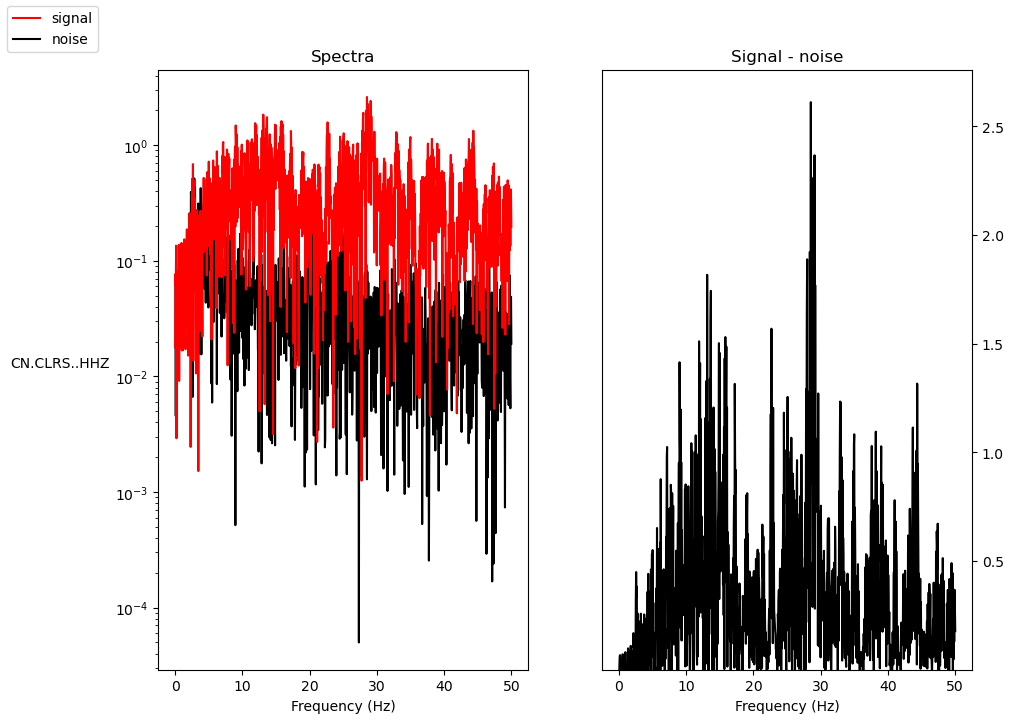 signal
noise
Spectra
Signal - noise
10⁰
10⁻¹
10⁻²
10⁻³
10⁻⁴
CN.CLRS..HHZ
2.5
2.0
1.5
1.0
0.5
0 10 20 30 40 50
0 10 20 30 40 50
Frequency (Hz)
Frequency (Hz)